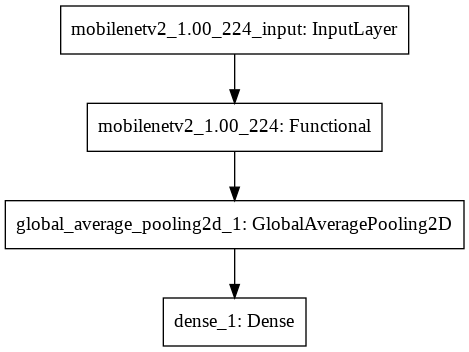 mobilenetv2_1.00_224_input: InputLayer
mobilenetv2_1.00_224: Functional
global_average_pooling2d_1: GlobalAveragePooling2D
dense_1: Dense